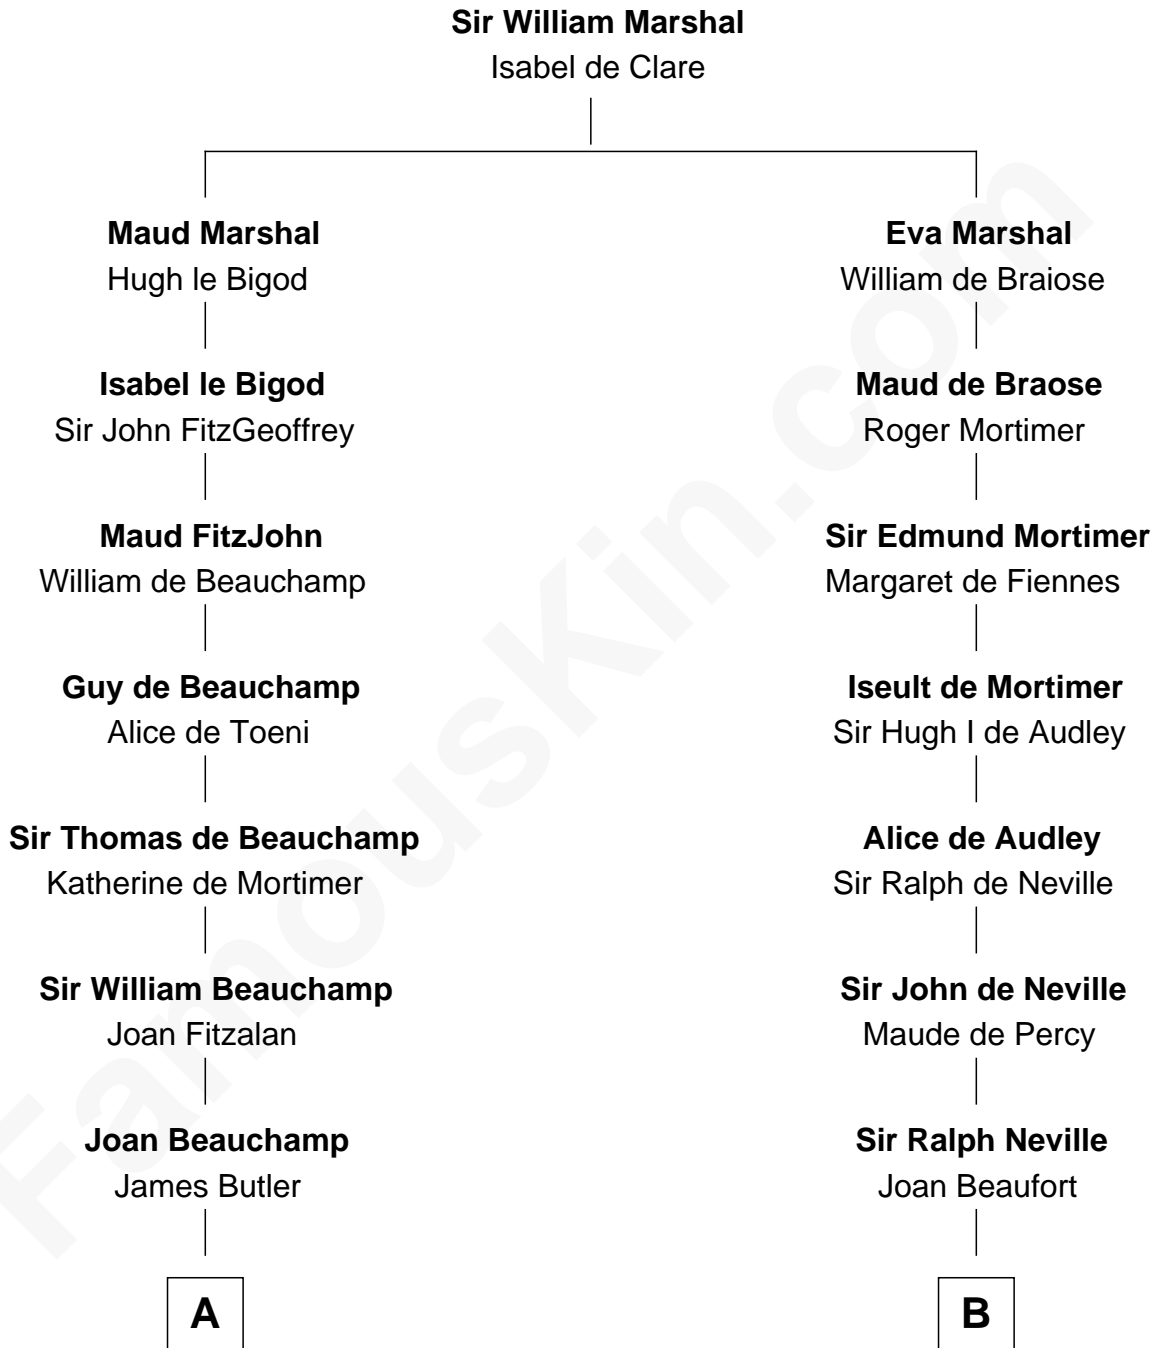 Sir William Marshal
Isabel de Clare
Maud Marshal
Hugh le Bigod
Eva Marshal
William de Braiose
Isabel le Bigod
Sir John FitzGeoffrey
Maud de Braose
Roger Mortimer
Maud FitzJohn
William de Beauchamp
Sir Edmund Mortimer
Margaret de Fiennes
Guy de Beauchamp
Alice de Toeni
Iseult de Mortimer
Sir Hugh I de Audley
Sir Thomas de Beauchamp
Katherine de Mortimer
Alice de Audley
Sir Ralph de Neville
Sir William Beauchamp
Joan Fitzalan
Sir John de Neville
Maude de Percy
Joan Beauchamp
James Butler
Sir Ralph Neville
Joan Beaufort
A
B
FamousKin.com